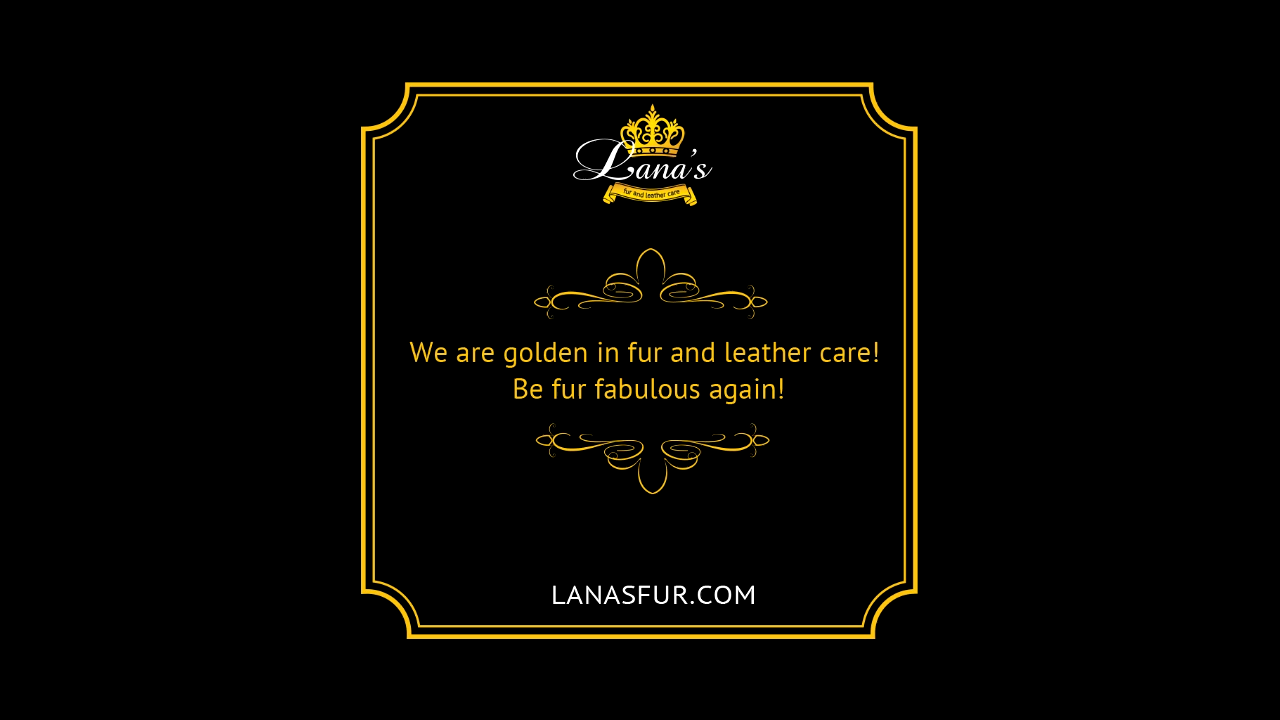 Lana's
fur and leather care
We are golden in fur and leather care!
Be fur fabulous again!
LANASFUR.COM